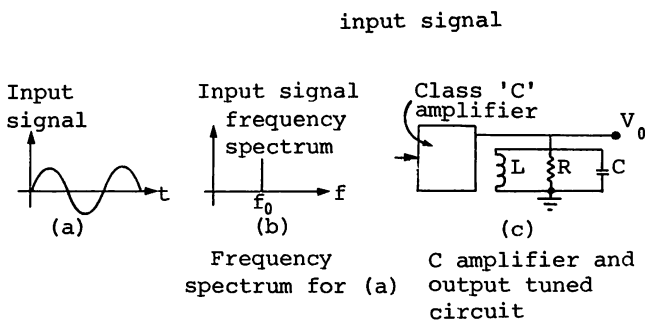 input signal
Input
signal
t
(a)
Input signal
frequency
spectrum
f
f0
(b)
Class 'C'
amplifier
V0
L
R
C
(c)
Frequency
spectrum for (a)
C amplifier and
output tuned
circuit